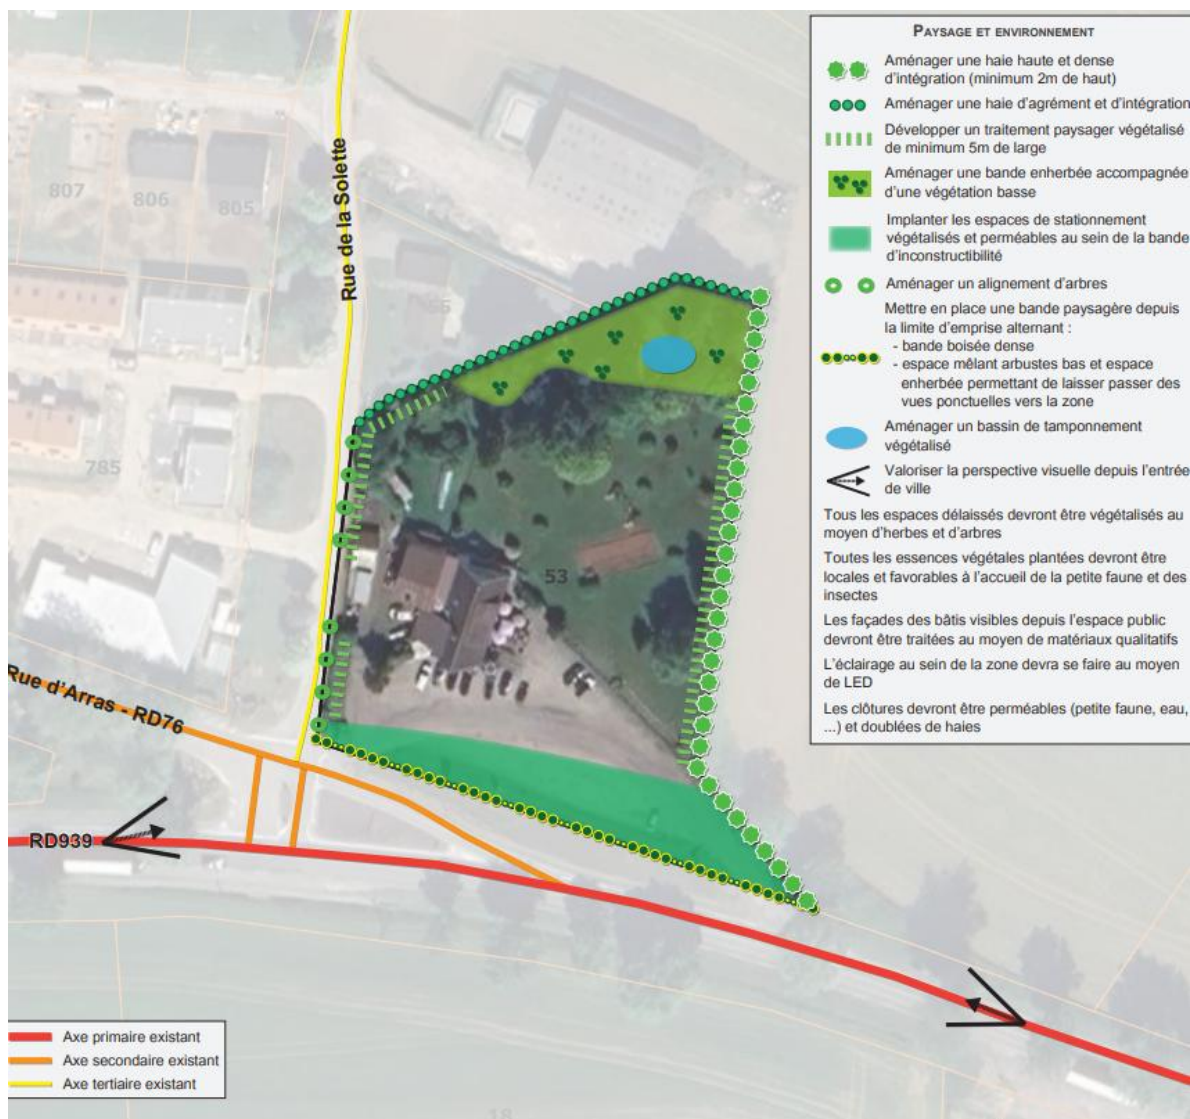 PAYSAGE ET ENVIRONNEMENT
Aménager une haie haute et dense
d'intégration (minimum 2m de haut)
Aménager une haie d'agrément et d'intégration
Développer un traitement paysager végétalisé
de minimum 5m de large
Aménager une bande enherbée accompagnée
d'une végétation basse
Implanter les espaces de stationnement
végétalisés et perméables au sein de la bande
d'inconstructibilité
Aménager un alignement d'arbres
Mettre en place une bande paysagère depuis
la limite d'emprise alternant :
- bande boisée dense
- espace mêlant arbustes bas et espace
enherbée permettant de laisser passer des
vues ponctuelles vers la zone
Aménager un bassin de tamponnement
végétalisé
Valoriser la perspective visuelle depuis l'entrée
de ville
Tous les espaces délaissés devront être végétalisés au
moyen d'herbes et d'arbres
Toutes les essences végétales plantées devront être
locales et favorables à l'accueil de la petite faune et des
insectes
Les façades des bâtis visibles depuis l'espace public
devront être traitées au moyen de matériaux qualitatifs
L'éclairage au sein de la zone devra se faire au moyen
de LED
Les clôtures devront être perméables (petite faune, eau,
...) et doublées de haies
807
806
805
Rue de la Solette
785
53
Rue d'Arras - RD76
RD939
Axe primaire existant
Axe secondaire existant
Axe tertiaire existant
18